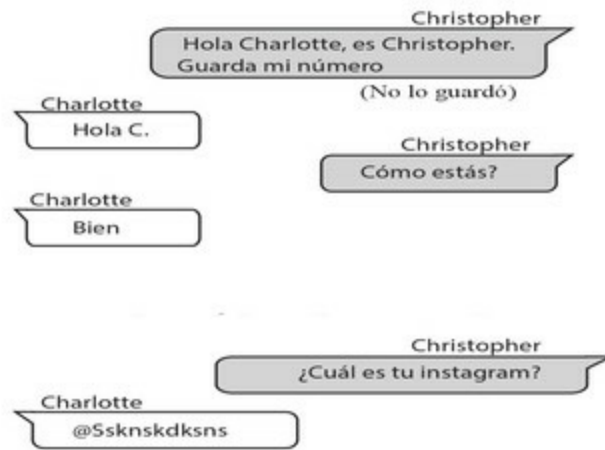 Christopher
Hola Charlotte, es Christopher.
Guarda mi número
(No lo guardó)
Charlotte
Hola C.
Christopher
Cómo estás?
Charlotte
Bien
Christopher
¿Cuál es tu instagram?
Charlotte
@Ssknskdksns